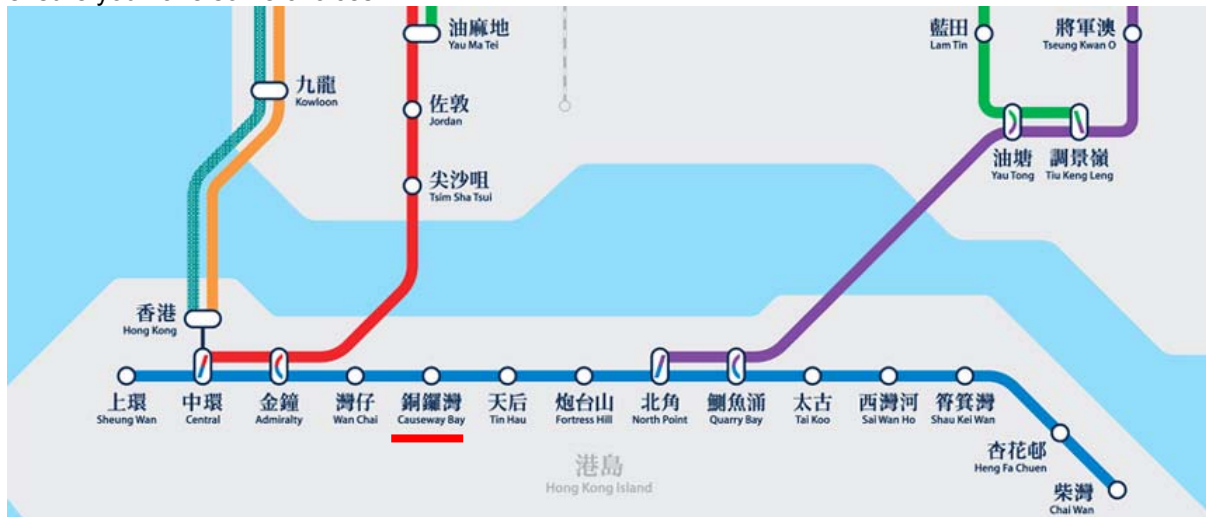 油麻地
Yau Ma Tei
藍田
Lam Tin
將軍澳
Tseung Kwan O
九龍
Kowloon
佐敦
Jordan
油塘
Yau Tong
調景嶺
Tiu Keng Leng
尖沙咀
Tsim Sha Tsui
香港
Hong Kong
上環
Sheung Wan
中環
Central
金鐘
Admiralty
灣仔
Wan Chai
銅鑼灣
Causeway Bay
天后
Tin Hau
炮台山
Fortress Hill
北角
North Point
鰂魚涌
Quarry Bay
太古
Tai Koo
西灣河
Sai Wan Ho
筲箕灣
Shau Kei Wan
杏花邨
Heng Fa Chuen
柴灣
Chai Wan
港島
Hong Kong Island